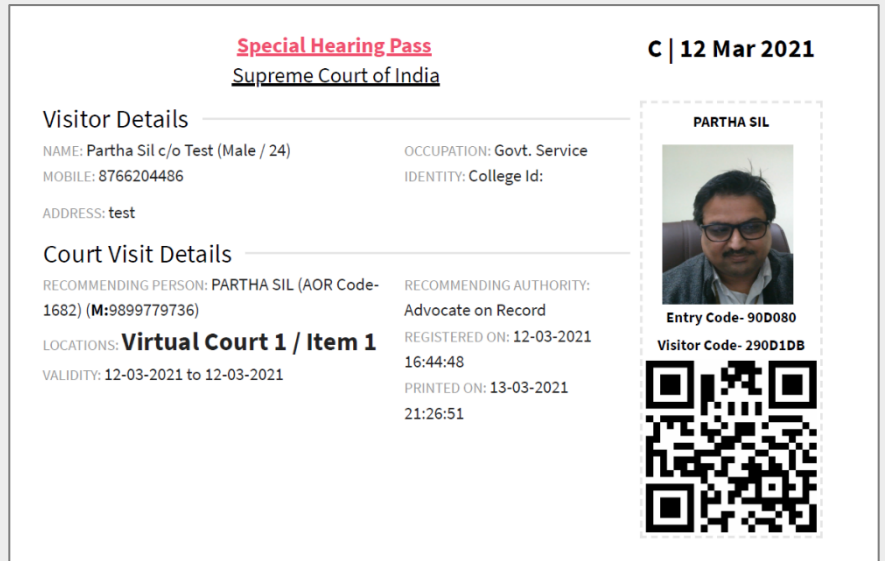 Special Hearing Pass
Supreme Court of India
C | 12 Mar 2021
Visitor Details
NAME: Partha Sil c/o Test (Male / 24)
MOBILE: 8766204486
ADDRESS: test
OCCUPATION: Govt. Service
IDENTITY: College Id:
Court Visit Details
RECOMMENDING PERSON: PARTHA SIL (AOR Code-
1682) (M:9899779736)
LOCATIONS: Virtual Court 1 / Item 1
VALIDITY: 12-03-2021 to 12-03-2021
RECOMMENDING AUTHORITY:
Advocate on Record
REGISTERED ON: 12-03-2021
16:44:48
PRINTED ON: 13-03-2021
21:26:51
PARTHA SIL
Entry Code- 90D080
Visitor Code- 290D1DB